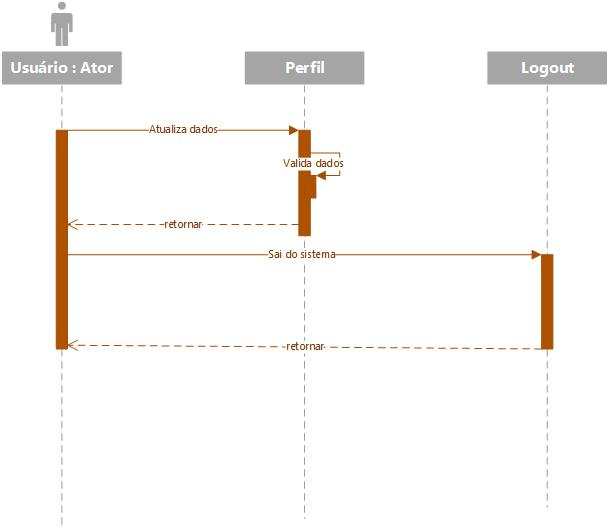 Usuário : Ator
Perfil
Logout
Atualiza dados
Valida dados
retornar
Sai do sistema
retornar